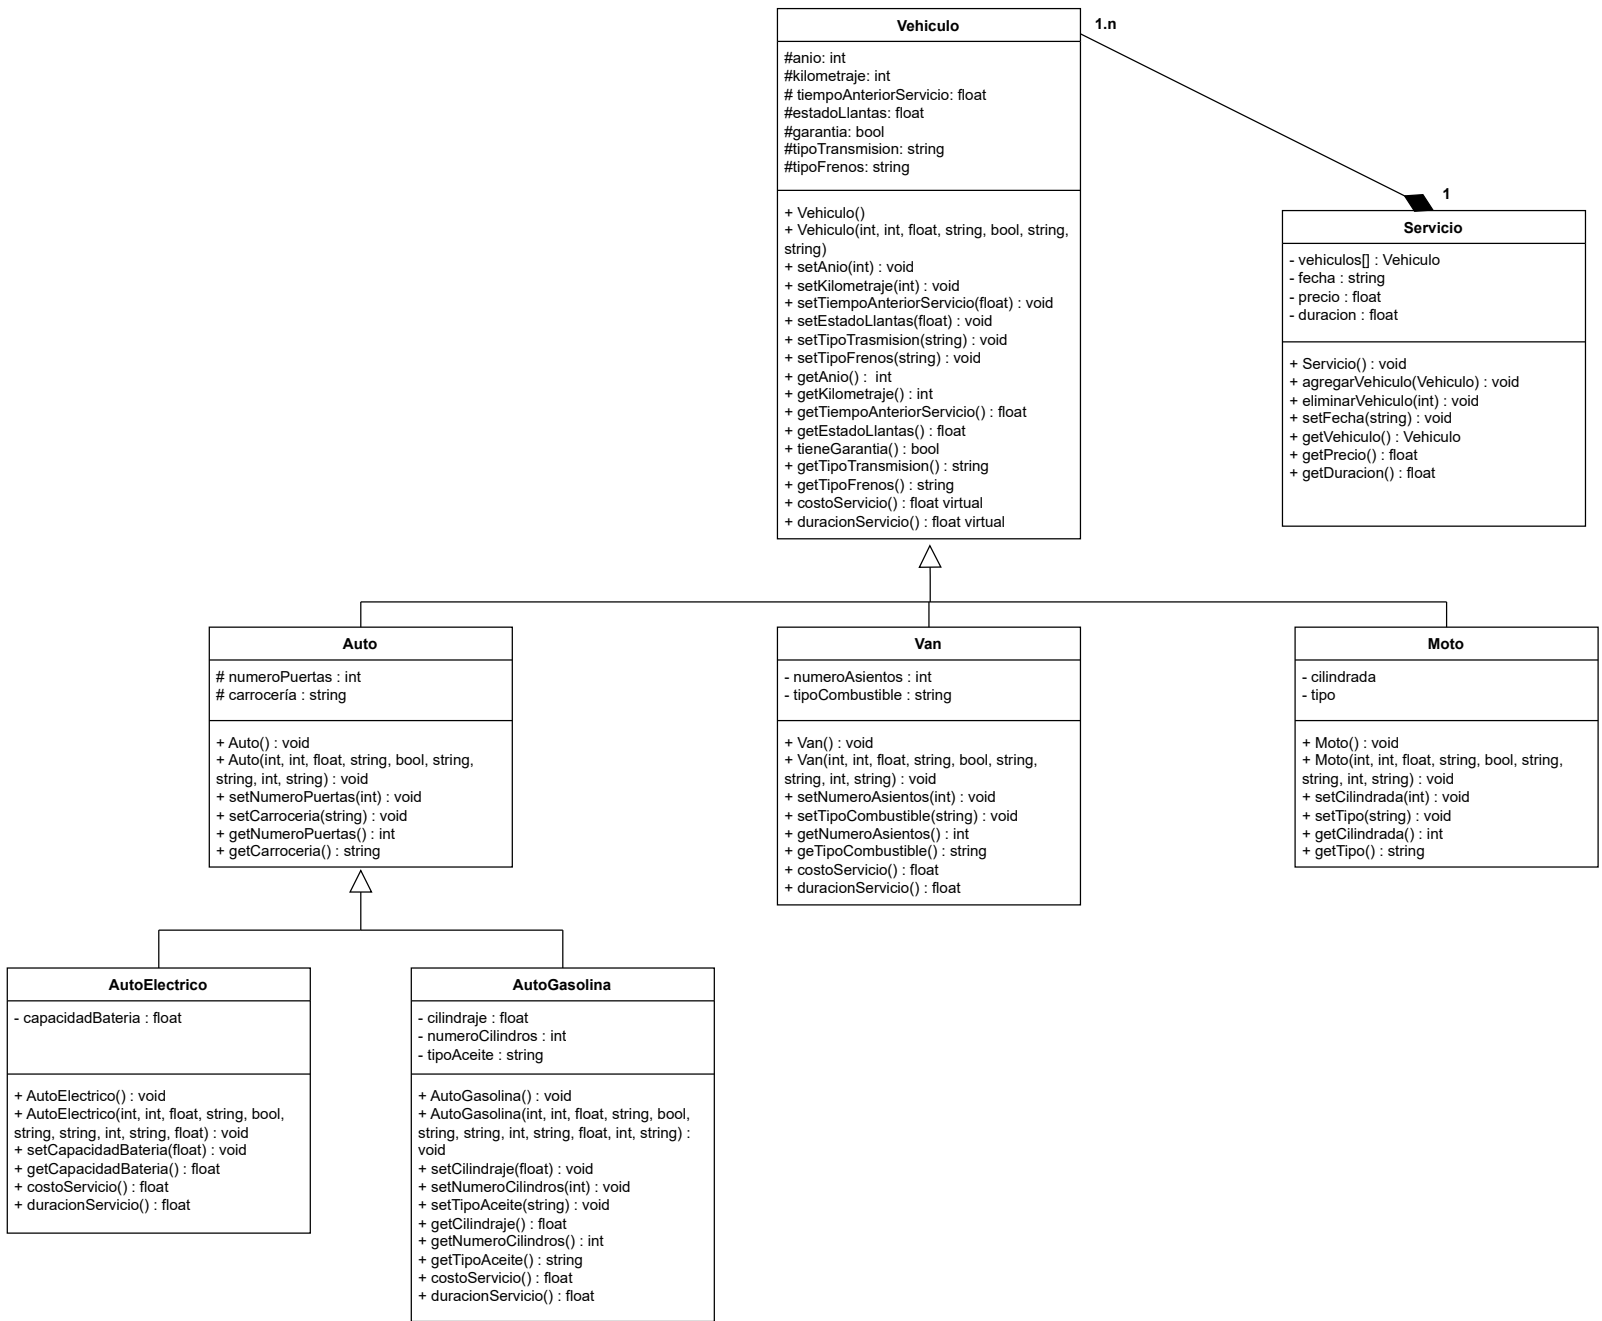 Vehiculo
#anio: int
#kilometraje: int
# tiempoAnteriorServicio: float
#estadoLlantas: float
#garantia: bool
#tipoTransmision: string
#tipoFrenos: string
+ Vehiculo()
+ Vehiculo(int, int, float, string, bool, string,
string)
+ setAnio(int) : void
+ setKilometraje(int) : void
+ setTiempoAnteriorServicio(float) : void
+ setEstadoLlantas(float) : void
+ setTipoTrasmision(string) : void
+ setTipoFrenos(string) : void
+ getAnio() :  int
+ getKilometraje() : int
+ getTiempoAnteriorServicio() : float
+ getEstadoLlantas() : float
+ tieneGarantia() : bool
+ getTipoTransmision() : string
+ getTipoFrenos() : string
+ costoServicio() : float virtual
+ duracionServicio() : float virtual
1.n
1
Servicio
- vehiculos[] : Vehiculo
- fecha : string
- precio : float
- duracion : float
+ Servicio() : void
+ agregarVehiculo(Vehiculo) : void
+ eliminarVehiculo(int) : void
+ setFecha(string) : void
+ getVehiculo() : Vehiculo
+ getPrecio() : float
+ getDuracion() : float
Auto
# numeroPuertas : int
# carrocería : string
+ Auto() : void
+ Auto(int, int, float, string, bool, string,
string, int, string) : void
+ setNumeroPuertas(int) : void
+ setCarroceria(string) : void
+ getNumeroPuertas() : int
+ getCarroceria() : string
Van
- numeroAsientos : int
- tipoCombustible : string
+ Van() : void
+ Van(int, int, float, string, bool, string,
string, int, string) : void
+ setNumeroAsientos(int) : void
+ setTipoCombustible(string) : void
+ getNumeroAsientos() : int
+ geTipoCombustible() : string
+ costoServicio() : float
+ duracionServicio() : float
Moto
- cilindrada
- tipo
+ Moto() : void
+ Moto(int, int, float, string, bool, string,
string, int, string) : void
+ setCilindrada(int) : void
+ setTipo(string) : void
+ getCilindrada() : int
+ getTipo() : string
AutoElectrico
- capacidadBateria : float
+ AutoElectrico() : void
+ AutoElectrico(int, int, float, string, bool,
string, string, int, string, float) : void
+ setCapacidadBateria(float) : void
+ getCapacidadBateria() : float
+ costoServicio() : float
+ duracionServicio() : float
AutoGasolina
- cilindraje : float
- numeroCilindros : int
- tipoAceite : string
+ AutoGasolina() : void
+ AutoGasolina(int, int, float, string, bool,
string, string, int, string, float, int, string) :
void
+ setCilindraje(float) : void
+ setNumeroCilindros(int) : void
+ setTipoAceite(string) : void
+ getCilindraje() : float
+ getNumeroCilindros() : int
+ getTipoAceite() : string
+ costoServicio() : float
+ duracionServicio() : float